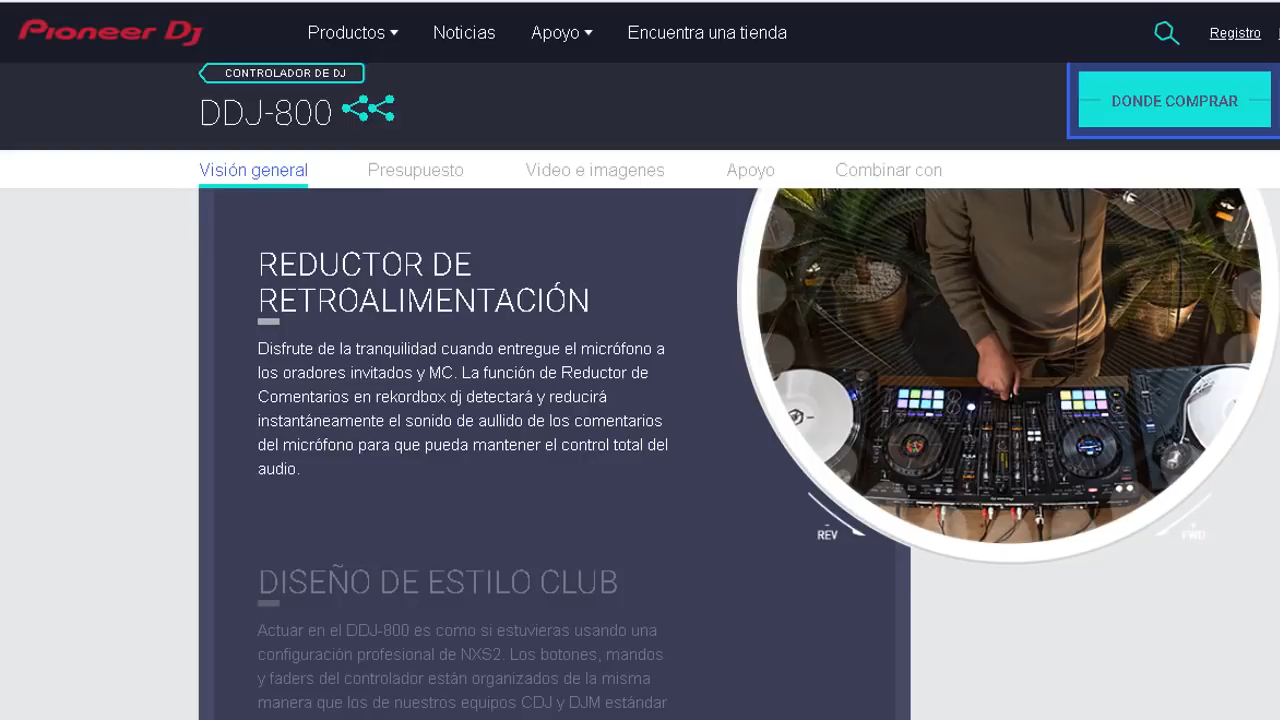 Pioneer Dj
Productos
Noticias
Apoyo
Encuentra una tienda
Registro
CONTROLADOR DE DJ
DDJ-800
DONDE COMPRAR
Visión general
Presupuesto
Video e imagenes
Apoyo
Combinar con
REDUCTOR DE
RETROALIMENTACIÓN
Disfrute de la tranquilidad cuando entregue el micrófono a
los oradores invitados y MC. La función de Reductor de
Comentarios en rekordbox dj detectará y reducirá
instantáneamente el sonido de aullido de los comentarios
del micrófono para que pueda mantener el control total del
audio.
REV
FWD
DISEÑO DE ESTILO CLUB
Actuar en el DDJ-800 es como si estuvieras usando una
configuración profesional de NXS2. Los botones, mandos
y faders del controlador están organizados de la misma
manera que los de nuestros equipos CDJ y DJM estándar